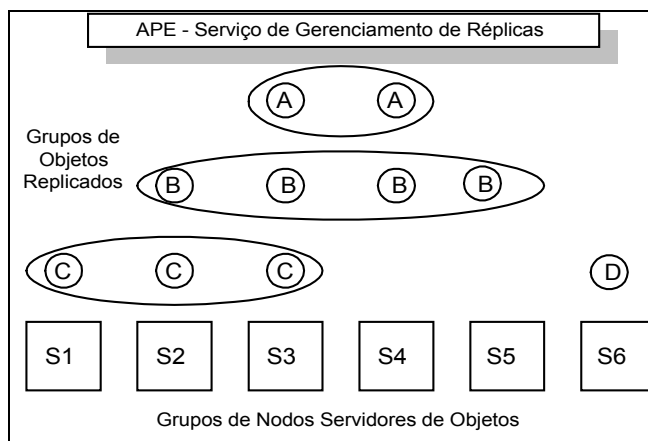 APE - Serviço de Gerenciamento de Réplicas
A A
Grupos de
Objetos
Replicados
B B B B
C C C D
S1 S2 S3 S4 S5 S6
Grupos de Nodos Servidores de Objetos